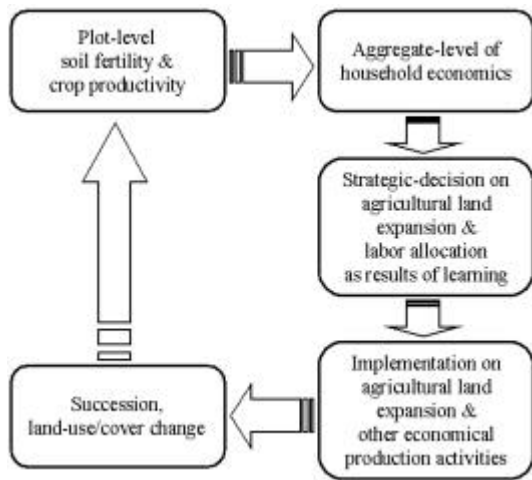 Plot-level
soil fertility &
crop productivity
Aggregate-level of
household economics
Strategic-decision on
agricultural land
expansion &
labor allocation
as results of learning
Implementation on
agricultural land
expansion &
other economical
production activities
Succession,
land-use/cover change